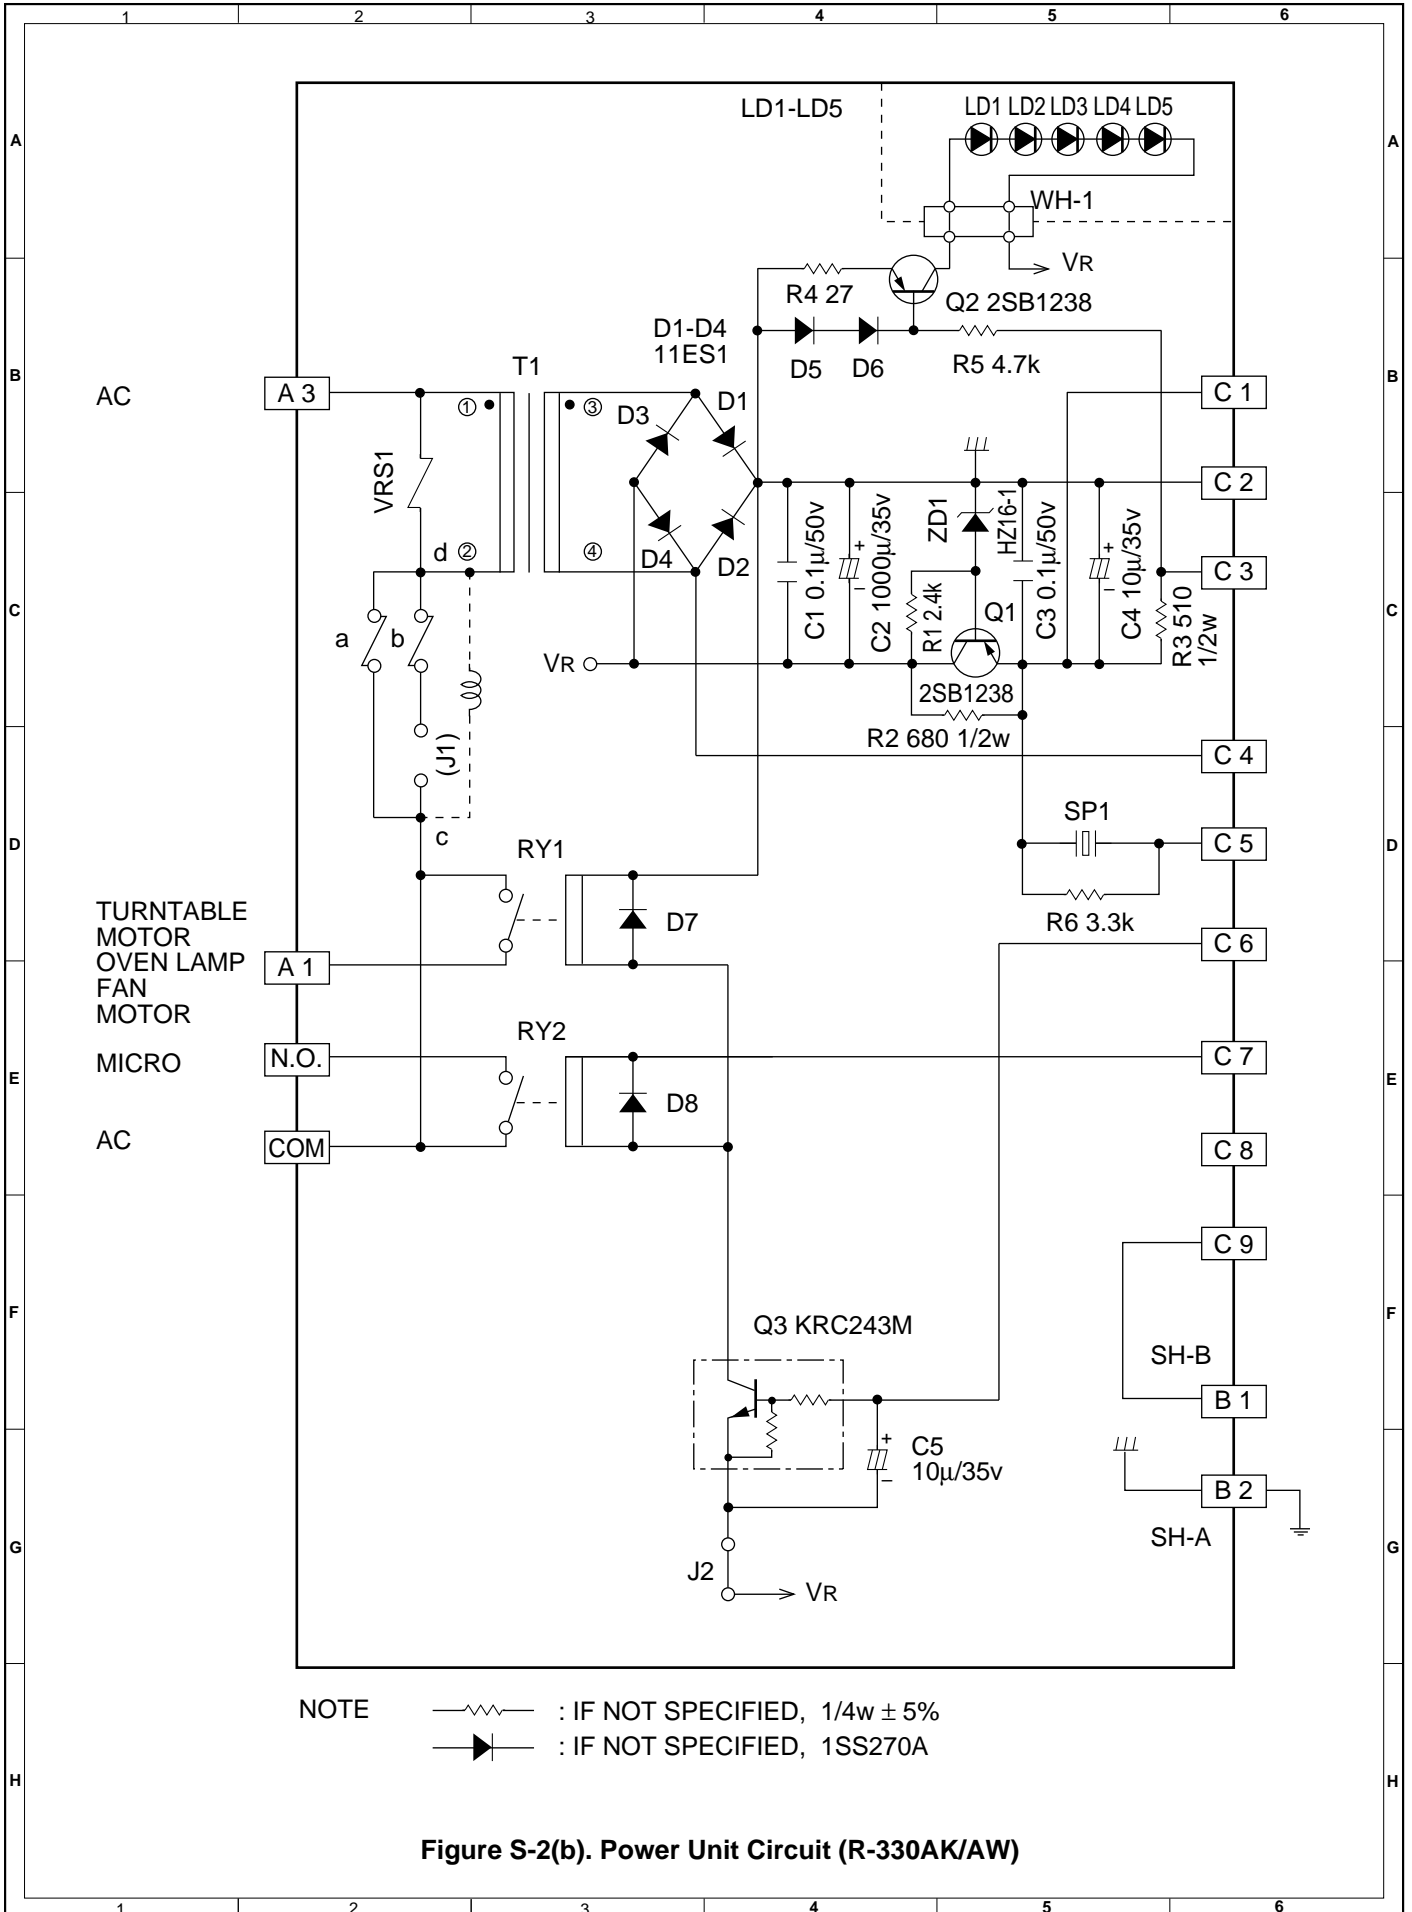 1 2 3 4 5 6
A A
B B
C C
D D
E E
F F
G G
H H
LD1-LD5
LD1 LD2 LD3 LD4 LD5
WH-1
VR
R4 27
Q2 2SB1238
D1-D4
11ES1
D5 D6
R5 4.7k
T1
AC
A 3
① ③
D3 D1
C 1
VRS1
C 2
d ②
④
D4 D2
C1 0.1μ/50v
+
–
C2 1000μ/35v
ZD1
HZ16-1
R1 2.4k
Q1
C3 0.1μ/50v
+
–
C4 10μ/35v
C 3
R3 510
1/2w
a b
VR
2SB1238
R2 680 1/2w
(J1)
C 4
SP1
c
C 5
RY1
R6 3.3k
D7
TURNTABLE
MOTOR
OVEN LAMP
FAN
MOTOR
A 1
C 6
RY2
MICRO
N.O.
C 7
D8
AC
COM
C 8
C 9
Q3 KRC243M
SH-B
B 1
+
–
C5
10μ/35v
B 2
SH-A
J2
VR
NOTE
: IF NOT SPECIFIED, 1/4w ± 5%
: IF NOT SPECIFIED, 1SS270A
Figure S-2(b). Power Unit Circuit (R-330AK/AW)
1 2 3 4 5 6